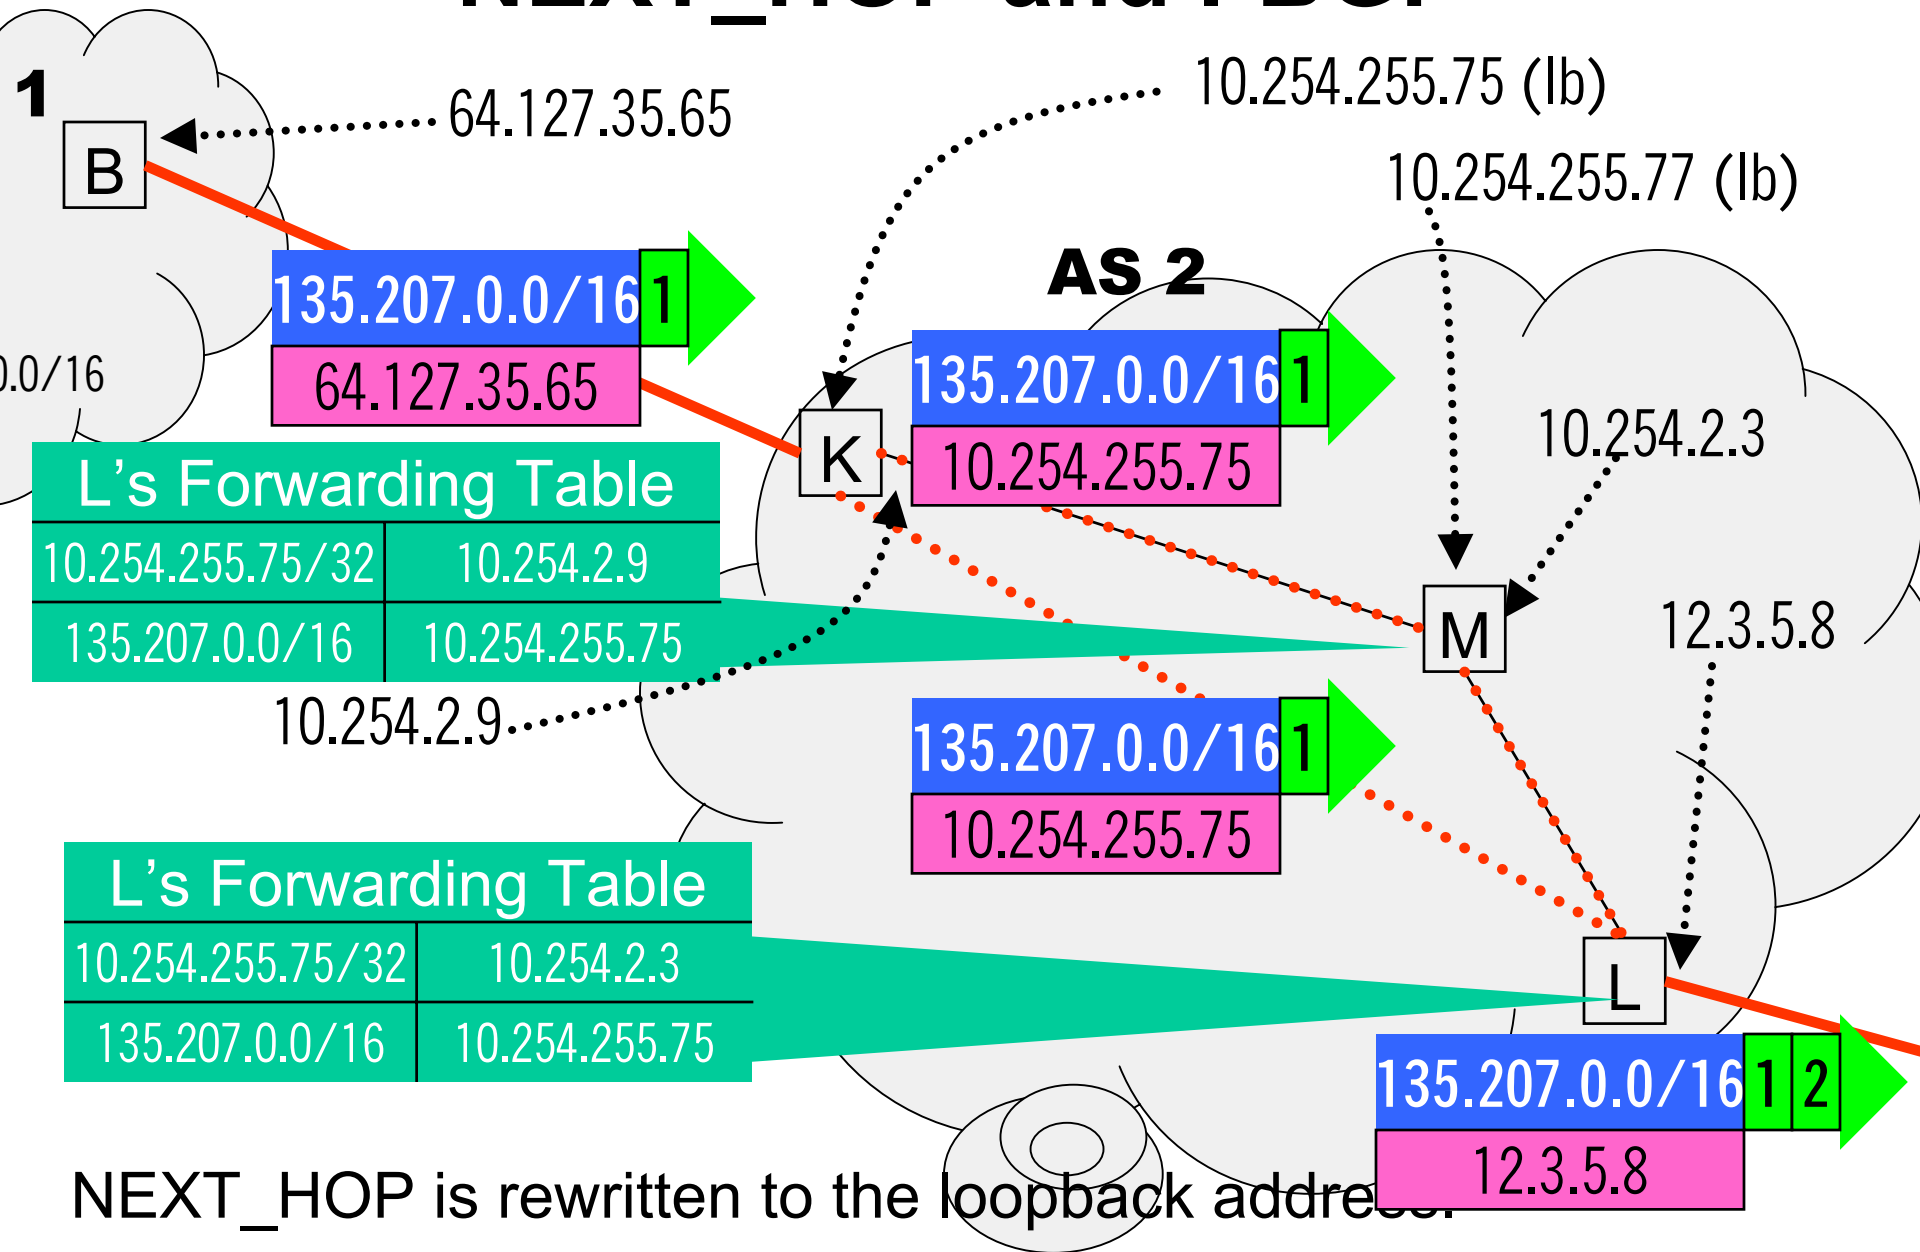 NEXT_HOP and
1
B
64.127.35.65
10.254.255.75 (lb)
10.254.255.77 (lb)
AS 2
135.207.0.0/16 1
64.127.35.65
135.207.0.0/16 1
10.254.255.75
0.0/16
K
10.254.2.3
L’s Forwarding Table
10.254.255.75/32 10.254.2.9
135.207.0.0/16 10.254.255.75
M
12.3.5.8
10.254.2.9
135.207.0.0/16 1
10.254.255.75
L’s Forwarding Table
10.254.255.75/32 10.254.2.3
135.207.0.0/16 10.254.255.75
L
135.207.0.0/16 1 2
12.3.5.8
NEXT_HOP is rewritten to the loopback address.